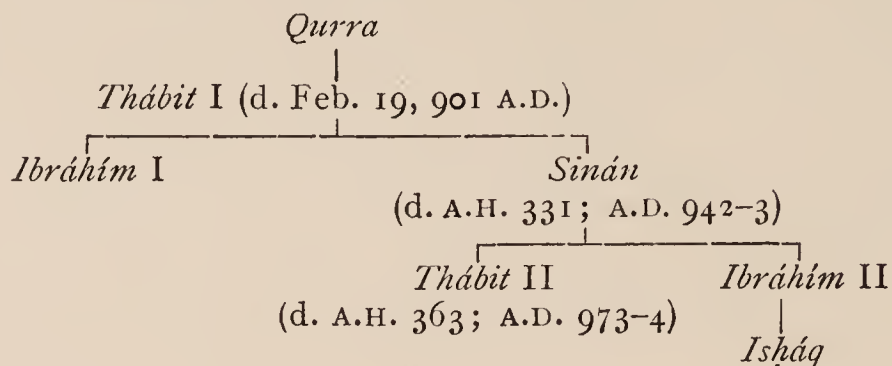 Qurra
Thábit I (d. Feb. 19, 901 A.D.)
Ibráhím I Sinán
(d. A.H. 331; A.D. 942–3)
Thábit II Ibráhím II
(d. A.H. 363; A.D. 973–4)
Isḥáq